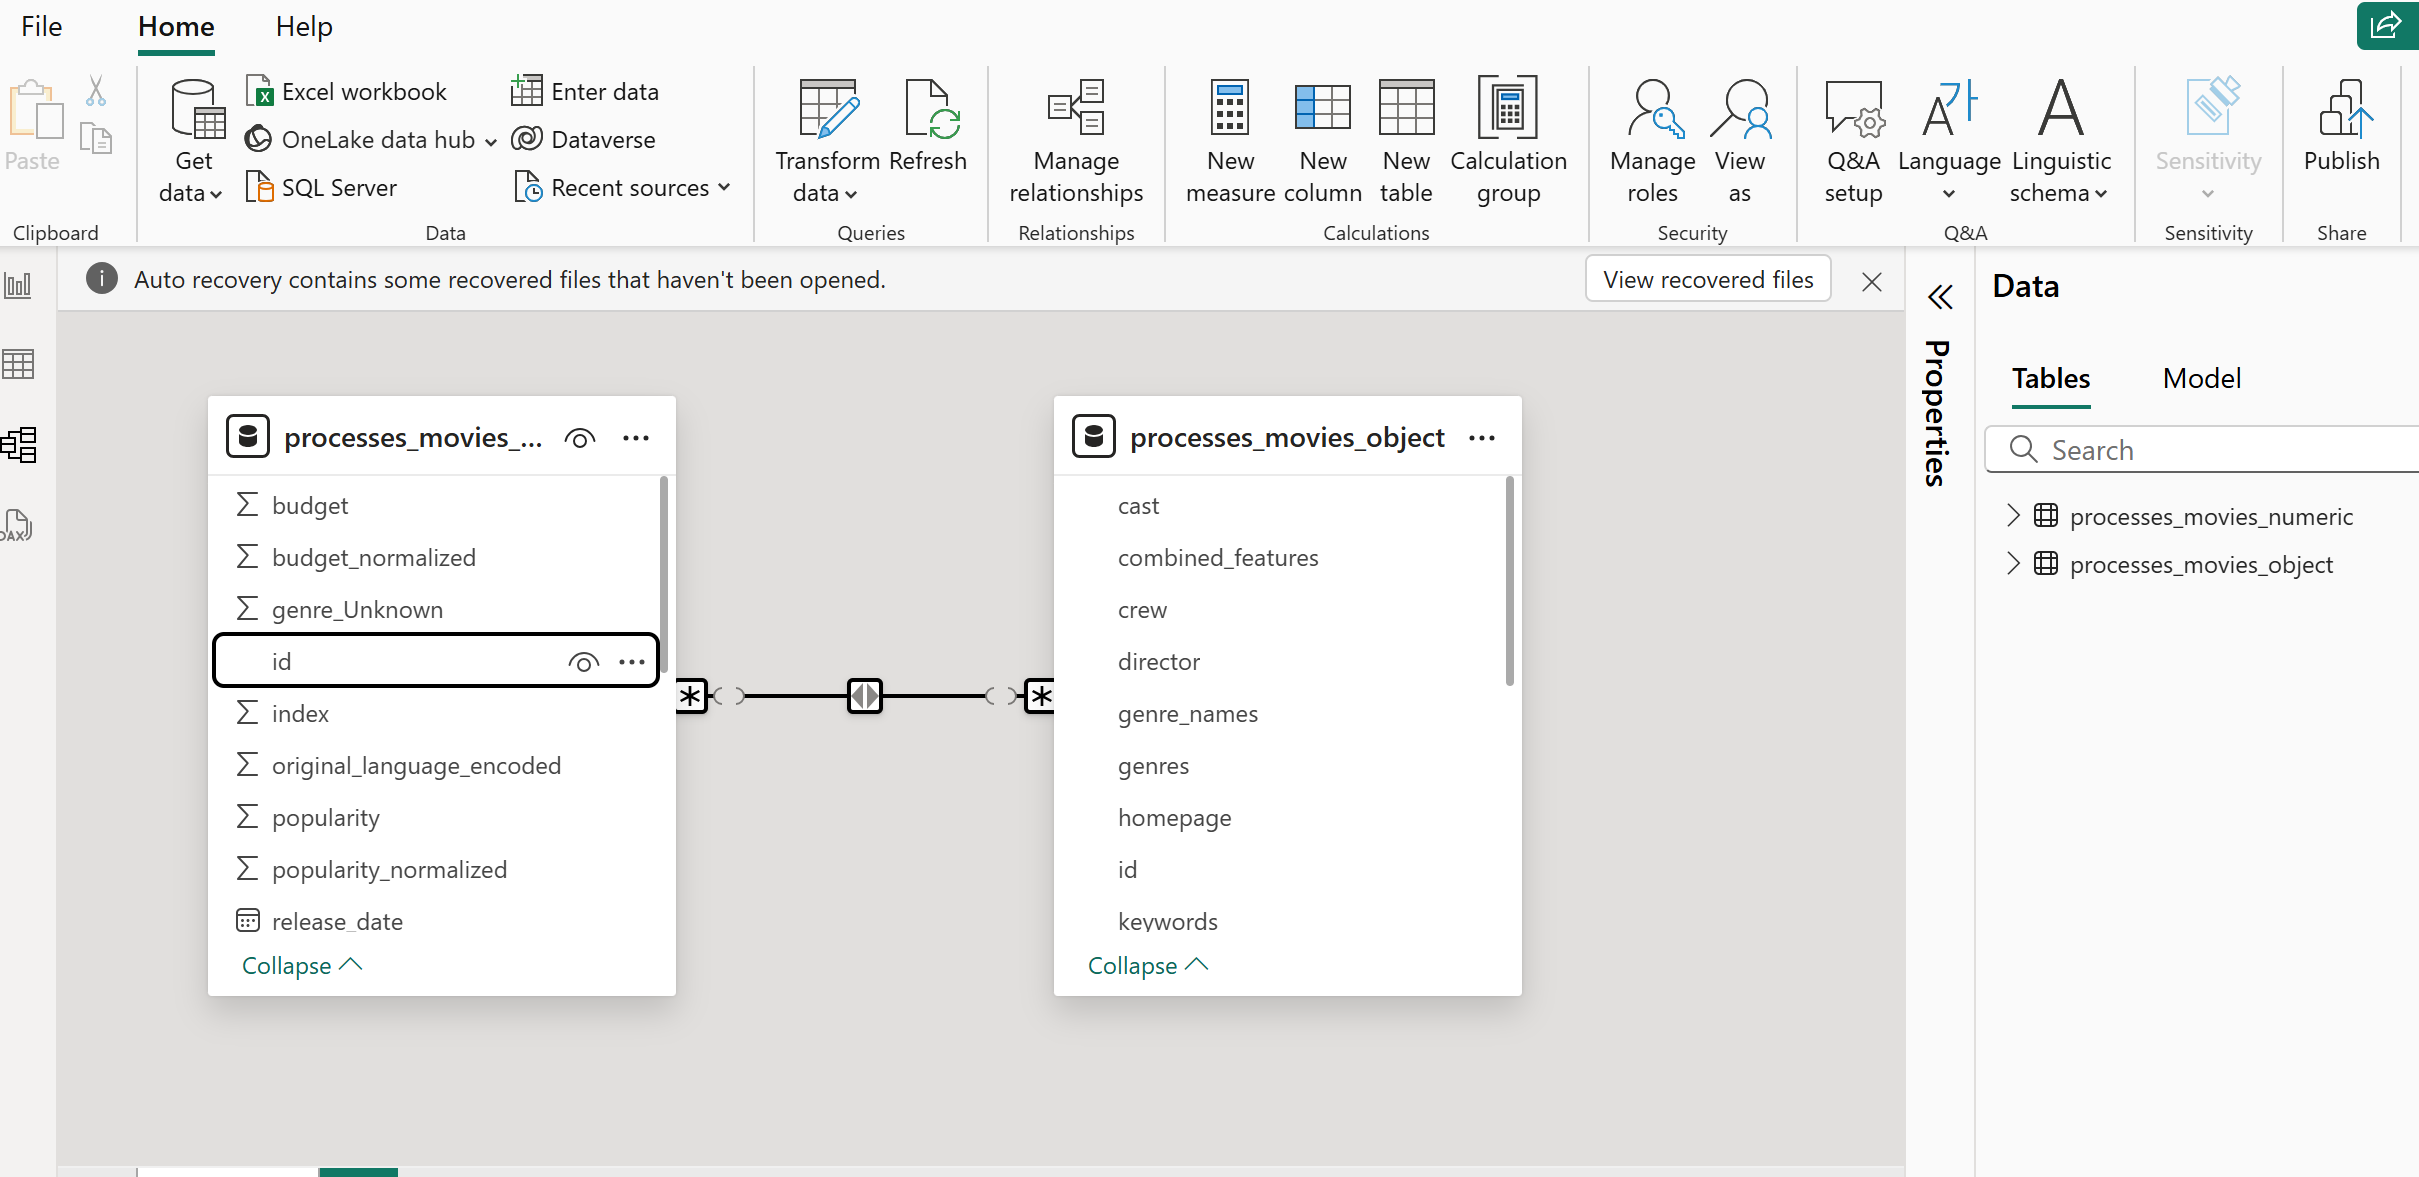 File Home Help
Paste
Clipboard
Get data
Excel workbook
OneLake data hub
SQL Server
Enter data
Dataverse
Recent sources
Data
Transform data
Refresh
Queries
Manage relationships
Relationships
New measure
New column
New table
Calculation group
Calculations
Manage roles
View as
Security
Q&A setup
Language
Linguistic schema
Q&A
Sensitivity
Sensitivity
Publish
Share
Auto recovery contains some recovered files that haven't been opened.
View recovered files
DAX
processes_movies_...
budget
budget_normalized
genre_Unknown
id
index
original_language_encoded
popularity
popularity_normalized
release_date
Collapse
processes_movies_object
cast
combined_features
crew
director
genre_names
genres
homepage
id
keywords
Collapse
Properties
Data
Tables Model
Search
processes_movies_numeric
processes_movies_object